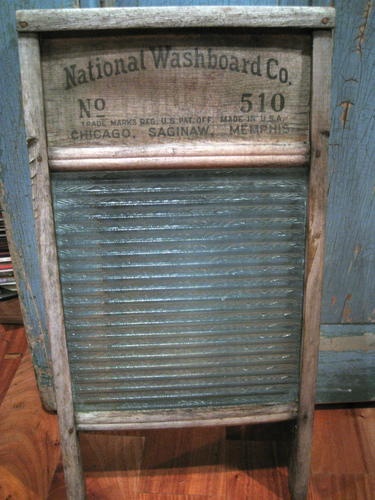 National Washboard Co.
No 510
TRADE MARKS REG. U.S. PAT. OFF. MADE IN U.S.A.
CHICAGO, SAGINAW, MEMPHIS